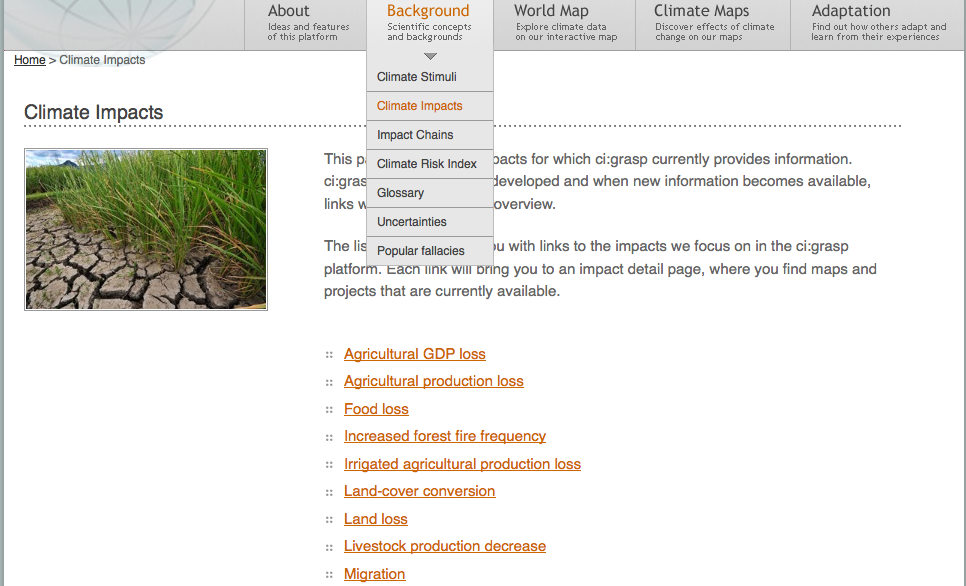 About
Ideas and features
of this platform
Background
Scientific concepts
and backgrounds
World Map
Explore climate data
on our interactive map
Climate Maps
Discover effects of climate
change on our maps
Adaptation
Find out how others adapt and
learn from their experiences
Home > Climate Impacts
Climate Stimuli
Climate Impacts
Impact Chains
Climate Risk Index
Glossary
Uncertainties
Popular fallacies
Climate Impacts
This pacts for which ci:grasp currently provides information.
ci:gras developed and when new information becomes available,
links w overview.
The lis u with links to the impacts we focus on in the ci:grasp
platform. Each link will bring you to an impact detail page, where you find maps and
projects that are currently available.
:: Agricultural GDP loss
:: Agricultural production loss
:: Food loss
:: Increased forest fire frequency
:: Irrigated agricultural production loss
:: Land-cover conversion
:: Land loss
:: Livestock production decrease
:: Migration